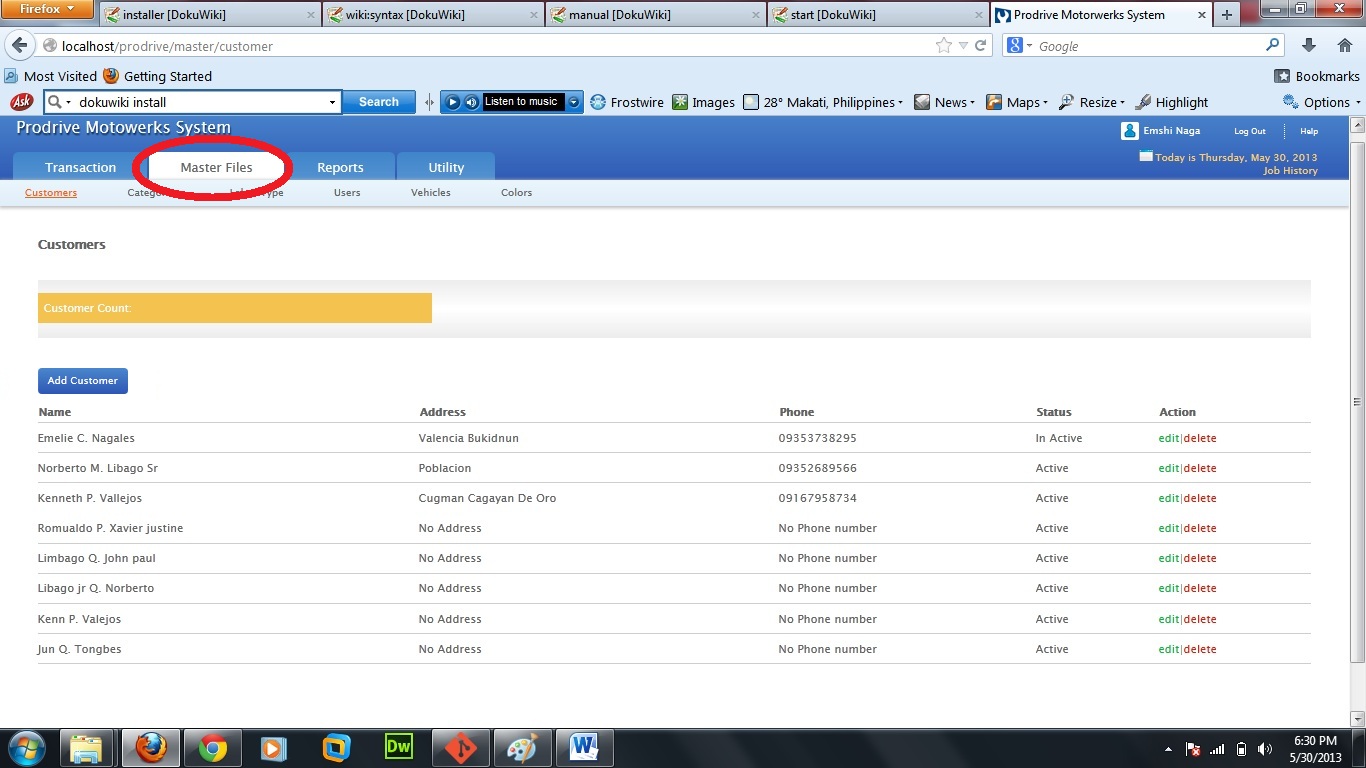 Firefox
installer [DokuWiki]
wiki:syntax [DokuWiki]
manual [DokuWiki]
start [DokuWiki]
Prodrive Motorwerks System
localhost/prodrive/master/customer
Google
Most Visited Getting Started Bookmarks
Ask dokuwiki install Search Listen to music Frostwire Images 28° Makati, Philippines News Maps Resize Highlight Options
Prodrive Motowerks System
Emshi Naga Log Out Help
Transaction Master Files Reports Utility
Today is Thursday, May 30, 2013
Job History
Customers Type Users Vehicles Colors
Customers
Customer Count:
Add Customer
Name Address Phone Status Action
Emelie C. Nagales Valencia Bukidnun 09353738295 In Active edit|delete
Norberto M. Libago Sr Poblacion 09352689566 Active edit|delete
Kenneth P. Vallejos Cugman Cagayan De Oro 09167958734 Active edit|delete
Romualdo P. Xavier justine No Address No Phone number Active edit|delete
Limbago Q. John paul No Address No Phone number Active edit|delete
Libago jr Q. Norberto No Address No Phone number Active edit|delete
Kenn P. Valejos No Address No Phone number Active edit|delete
Jun Q. Tongbes No Address No Phone number Active edit|delete
Dw
W
6:30 PM
5/30/2013